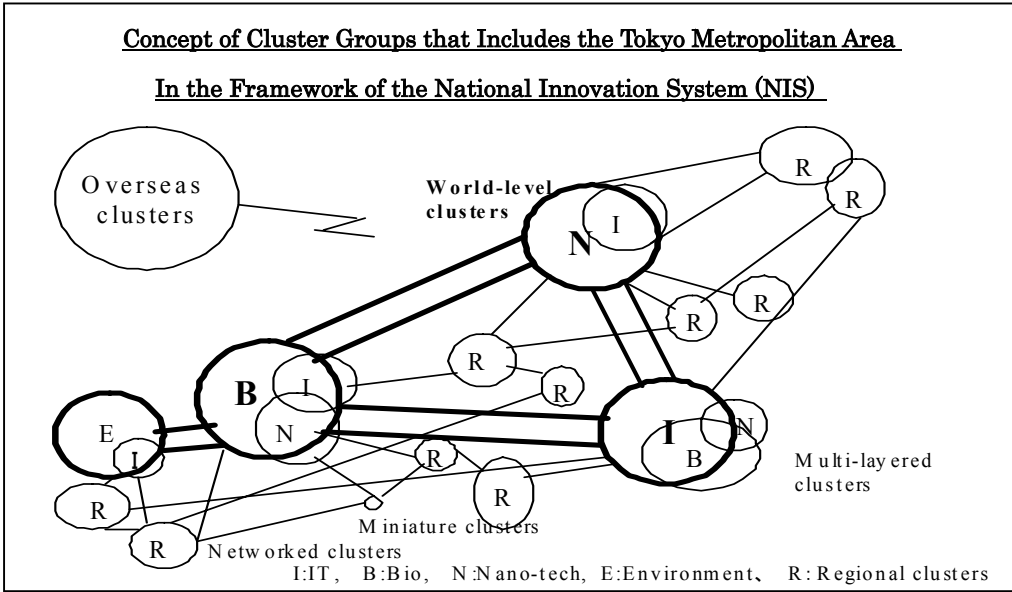 Concept of Cluster Groups that Includes the Tokyo Metropolitan Area
In the Framework of the National Innovation System (NIS)
Overseas
clusters
World-level
clusters
R
R
I
N
R
R
R
R
B
I
N
E
I
I
N
B
R
R
R
R
Multi-layered
clusters
Miniature clusters
Networked clusters
I:IT, B:Bio, N:Nano-tech, E:Environment、 R:Regional clusters